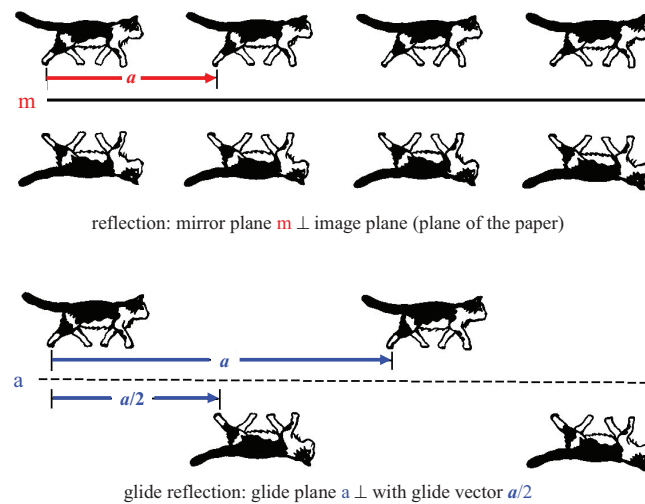 a
m
reflection: mirror plane m ⊥ image plane (plane of the paper)
a
a
a/2
glide reflection: glide plane a ⊥ with glide vector a/2